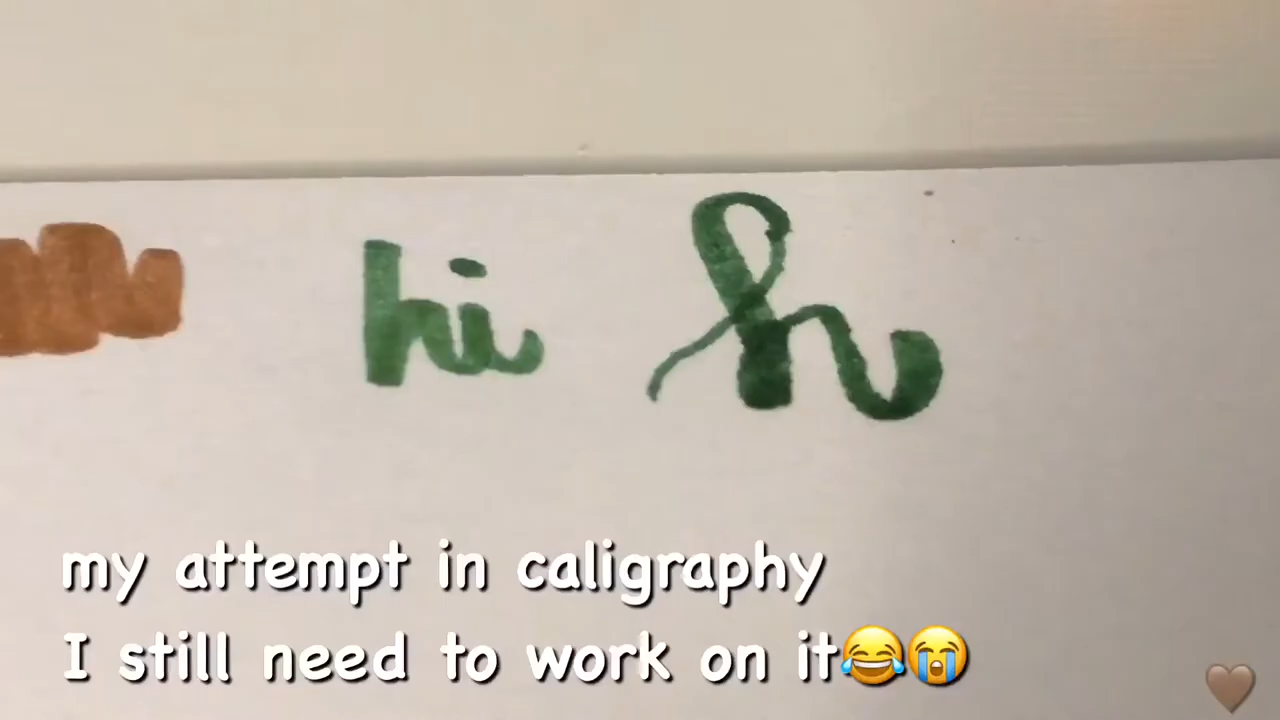 hi h
my attempt in caligraphy
I still need to work on it😂😭